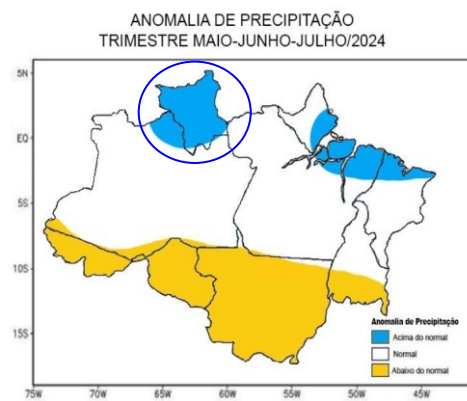 ANOMALIA DE PRECIPITAÇÃO
TRIMESTRE MAIO-JUNHO-JULHO/2024
5N
EQ
5S
10S
15S
Anomalia de Precipitação
Acima do normal
Normal
Abaixo do normal
75W 70W 65W 60W 55W 50W 45W